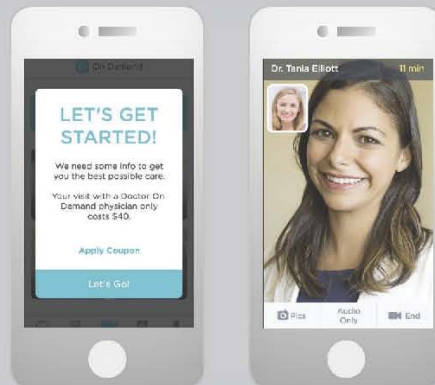 On Demand
LET'S GET
STARTED!
We need some info to get
you the best possible care.
Your visit with a Doctor On
Demand physician only
costs $40.
Apply Coupon
Let's Go!
Dr. Tania Elliott
11 min
Pics
Audio
Only
End